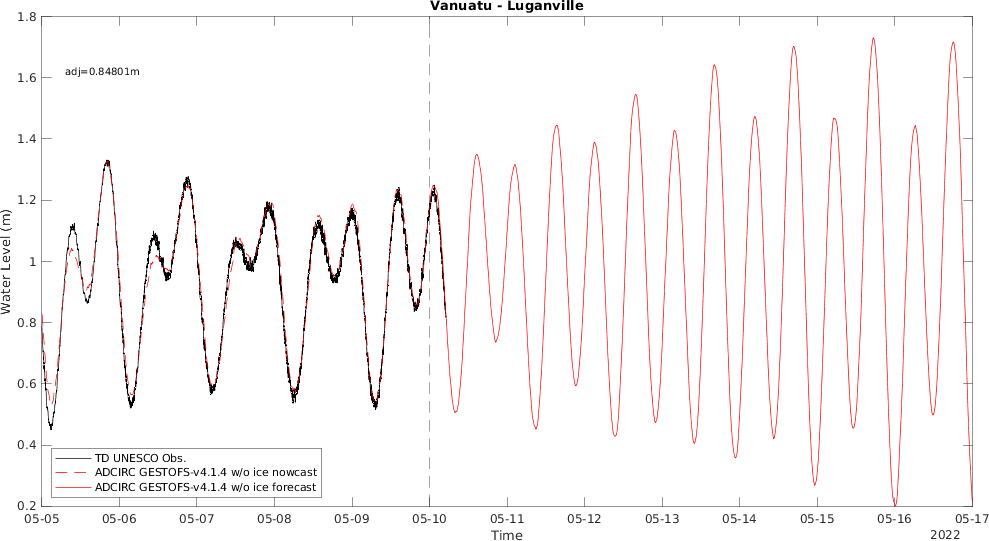 Vanuatu - Luganville
1.8
1.6
1.4
1.2
1
0.8
0.6
0.4
0.2
Water Level (m)
adj=0.84801m
TD UNESCO Obs.
ADCIRC GESTOFS-v4.1.4 w/o ice nowcast
ADCIRC GESTOFS-v4.1.4 w/o ice forecast
05-05 05-06 05-07 05-08 05-09 05-10 05-11 05-12 05-13 05-14 05-15 05-16 05-17
Time
2022